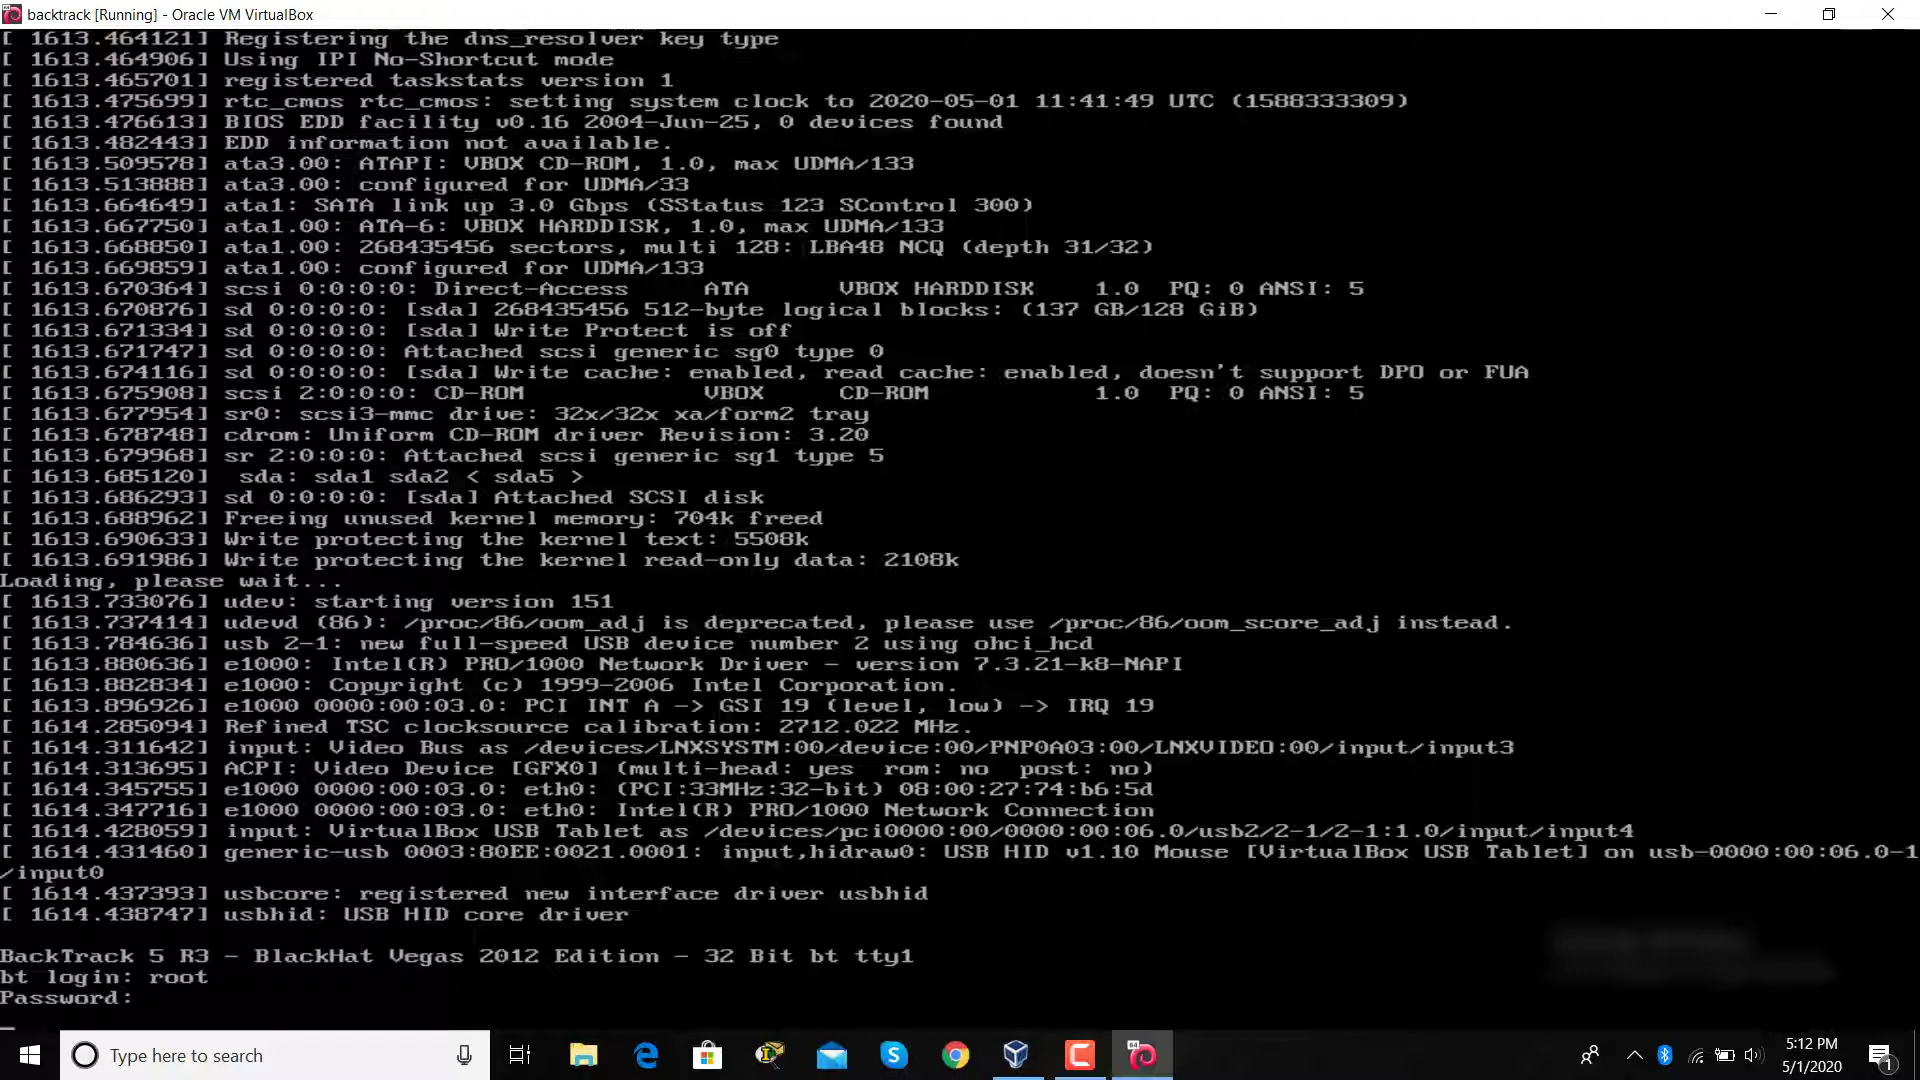 backtrack [Running] - Oracle VM VirtualBox
[ 1613.464121] Registering the dns_resolver key type
[ 1613.464906] Using IPI No-Shortcut mode
[ 1613.465701] registered taskstats version 1
[ 1613.475699] rtc_cmos rtc_cmos: setting system clock to 2020-05-01 11:41:49 UTC (1588333309)
[ 1613.476613] BIOS EDD facility v0.16 2004-Jun-25, 0 devices found
[ 1613.482443] EDD information not available.
[ 1613.509578] ata3.00: ATAPI: VBOX CD-ROM, 1.0, max UDMA/133
[ 1613.513888] ata3.00: configured for UDMA/33
[ 1613.664649] ata1: SATA link up 3.0 Gbps (SStatus 123 SControl 300)
[ 1613.667750] ata1.00: ATA-6: VBOX HARDDISK, 1.0, max UDMA/133
[ 1613.668850] ata1.00: 268435456 sectors, multi 128: LBA48 NCQ (depth 31/32)
[ 1613.669859] ata1.00: configured for UDMA/133
[ 1613.670364] scsi 0:0:0:0: Direct-Access     ATA      VBOX HARDDISK    1.0  PQ: 0 ANSI: 5
[ 1613.670876] sd 0:0:0:0: [sda] 268435456 512-byte logical blocks: (137 GB/128 GiB)
[ 1613.671334] sd 0:0:0:0: [sda] Write Protect is off
[ 1613.671747] sd 0:0:0:0: Attached scsi generic sg0 type 0
[ 1613.674116] sd 0:0:0:0: [sda] Write cache: enabled, read cache: enabled, doesn't support DPO or FUA
[ 1613.675908] scsi 2:0:0:0: CD-ROM            VBOX     CD-ROM           1.0  PQ: 0 ANSI: 5
[ 1613.677954] sr0: scsi3-mmc drive: 32x/32x xa/form2 tray
[ 1613.678748] cdrom: Uniform CD-ROM driver Revision: 3.20
[ 1613.679968] sr 2:0:0:0: Attached scsi generic sg1 type 5
[ 1613.685120]  sda: sda1 sda2 < sda5 >
[ 1613.686293] sd 0:0:0:0: [sda] Attached SCSI disk
[ 1613.688962] Freeing unused kernel memory: 704k freed
[ 1613.690633] Write protecting the kernel text: 5508k
[ 1613.691986] Write protecting the kernel read-only data: 2108k
Loading, please wait...
[ 1613.733076] udev: starting version 151
[ 1613.737414] udevd (86): /proc/86/oom_adj is deprecated, please use /proc/86/oom_score_adj instead.
[ 1613.784636] usb 2-1: new full-speed USB device number 2 using ohci_hcd
[ 1613.880636] e1000: Intel(R) PRO/1000 Network Driver - version 7.3.21-k8-NAPI
[ 1613.882834] e1000: Copyright (c) 1999-2006 Intel Corporation.
[ 1613.896926] e1000 0000:00:03.0: PCI INT A -> GSI 19 (level, low) -> IRQ 19
[ 1614.285094] Refined TSC clocksource calibration: 2712.022 MHz.
[ 1614.311642] input: Video Bus as /devices/LNXSYSTM:00/device:00/PNP0A03:00/LNXVIDEO:00/input/input3
[ 1614.313695] ACPI: Video Device [GFX0] (multi-head: yes  rom: no  post: no)
[ 1614.345755] e1000 0000:00:03.0: eth0: (PCI:33MHz:32-bit) 08:00:27:74:b6:5d
[ 1614.347716] e1000 0000:00:03.0: eth0: Intel(R) PRO/1000 Network Connection
[ 1614.428059] input: VirtualBox USB Tablet as /devices/pci0000:00/0000:00:06.0/usb2/2-1/2-1:1.0/input/input4
[ 1614.431460] generic-usb 0003:80EE:0021.0001: input,hidraw0: USB HID v1.10 Mouse [VirtualBox USB Tablet] on usb-0000:00:06.0-1
/input0
[ 1614.437393] usbcore: registered new interface driver usbhid
[ 1614.438747] usbhid: USB HID core driver
BackTrack 5 R3 - BlackHat Vegas 2012 Edition - 32 Bit bt tty1
bt login: root
Password:
Type here to search
5:12 PM
5/1/2020
1